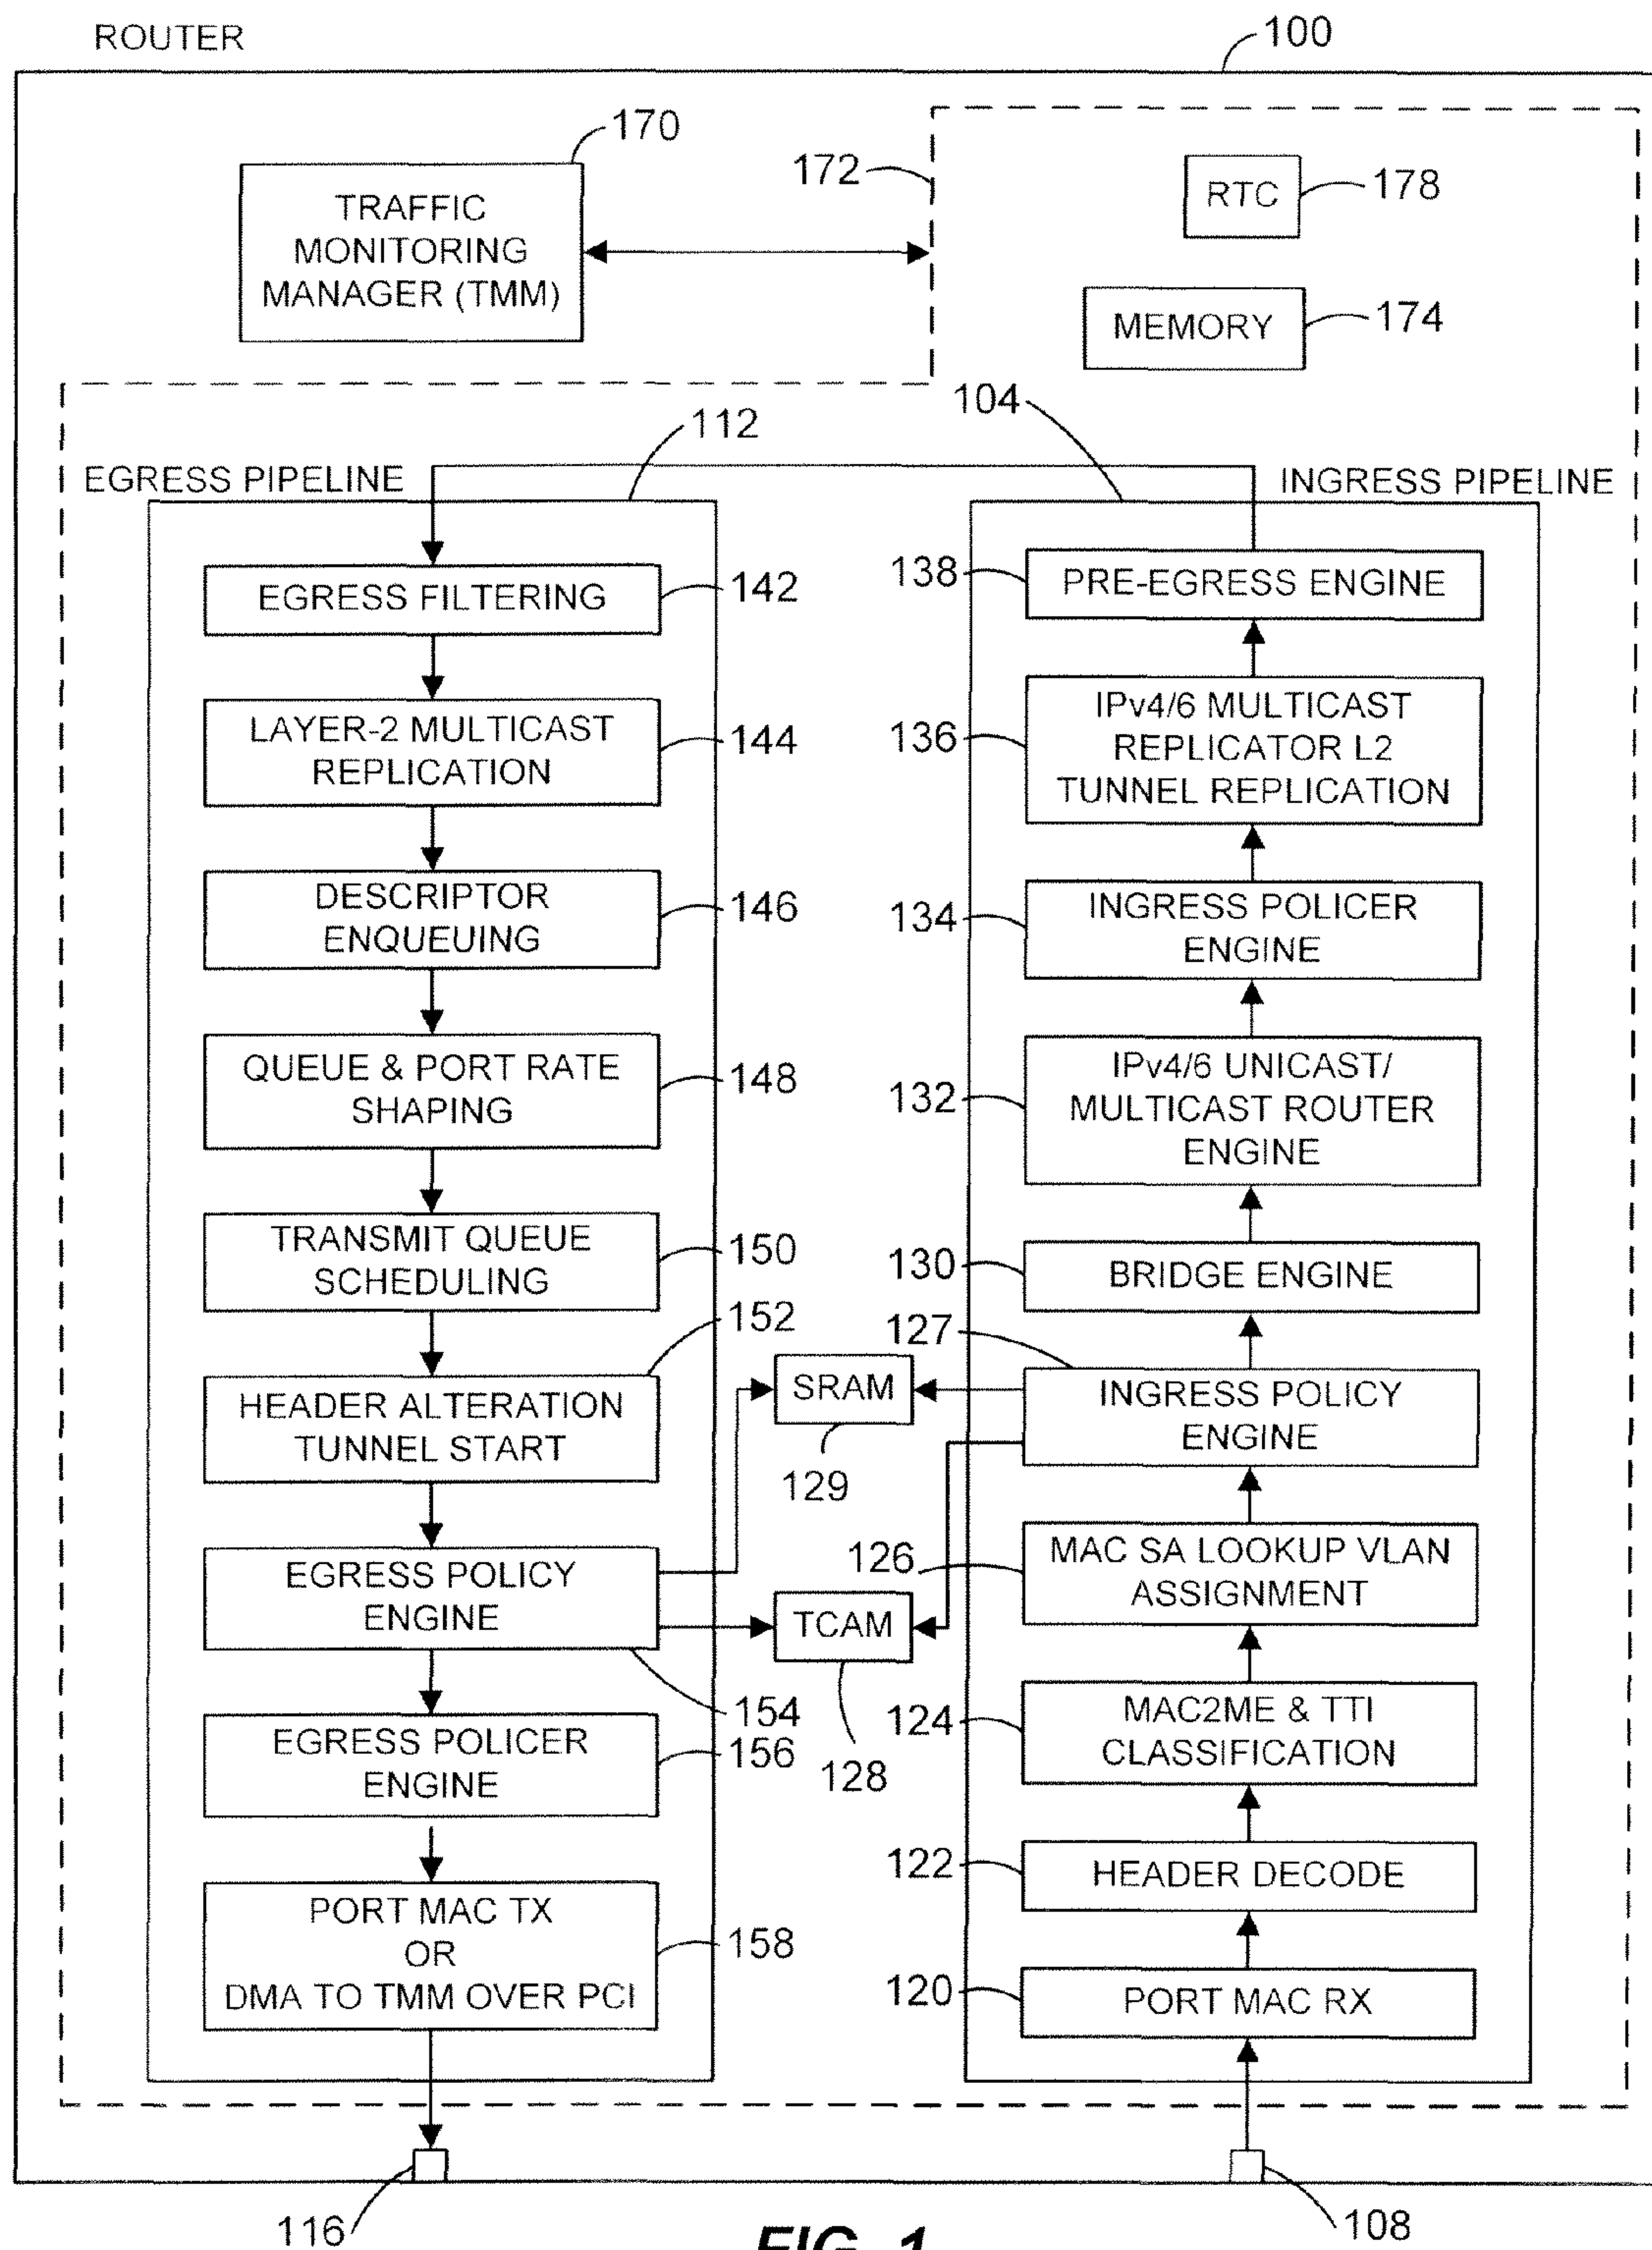 ROUTER
100
170
TRAFFIC
MONITORING
MANAGER (TMM)
172
RTC
178
MEMORY
174
104
112
EGRESS PIPELINE
INGRESS PIPELINE
EGRESS FILTERING
142
LAYER-2 MULTICAST
REPLICATION
144
DESCRIPTOR
ENQUEUING
146
QUEUE & PORT RATE
SHAPING
148
TRANSMIT QUEUE
SCHEDULING
150
152
HEADER ALTERATION
TUNNEL START
EGRESS POLICY
ENGINE
154
EGRESS POLICER
ENGINE
156
PORT MAC TX
OR
DMA TO TMM OVER PCI
158
SRAM
129
TCAM
128
138
PRE-EGRESS ENGINE
136
IPv4/6 MULTICAST
REPLICATOR L2
TUNNEL REPLICATION
134
INGRESS POLICER
ENGINE
132
IPv4/6 UNICAST/
MULTICAST ROUTER
ENGINE
130
BRIDGE ENGINE
127
INGRESS POLICY
ENGINE
126
MAC SA LOOKUP VLAN
ASSIGNMENT
124
MAC2ME & TTI
CLASSIFICATION
122
HEADER DECODE
120
PORT MAC RX
116
108
FIG. 1